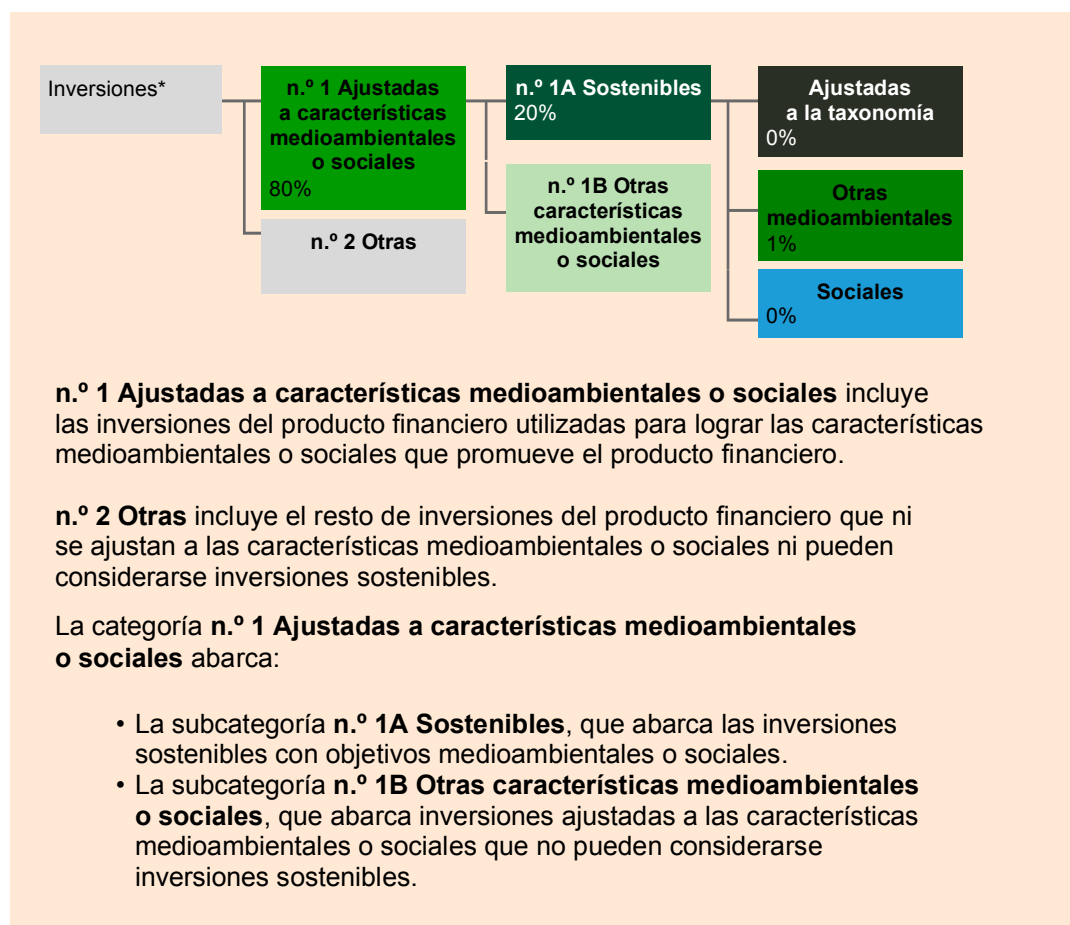 Inversiones*
n.º 1 Ajustadas
a características
medioambientales
o sociales
80%
n.º 2 Otras
n.º 1A Sostenibles
20%
n.º 1B Otras
características
medioambientales
o sociales
Ajustadas
a la taxonomía
0%
Otras
medioambientales
1%
Sociales
0%
n.º 1 Ajustadas a características medioambientales o sociales incluye
las inversiones del producto financiero utilizadas para lograr las características
medioambientales o sociales que promueve el producto financiero.
n.º 2 Otras incluye el resto de inversiones del producto financiero que ni
se ajustan a las características medioambientales o sociales ni pueden
considerarse inversiones sostenibles.
La categoría n.º 1 Ajustadas a características medioambientales
o sociales abarca:
• La subcategoría n.º 1A Sostenibles, que abarca las inversiones
sostenibles con objetivos medioambientales o sociales.
• La subcategoría n.º 1B Otras características medioambientales
o sociales, que abarca inversiones ajustadas a las características
medioambientales o sociales que no pueden considerarse
inversiones sostenibles.